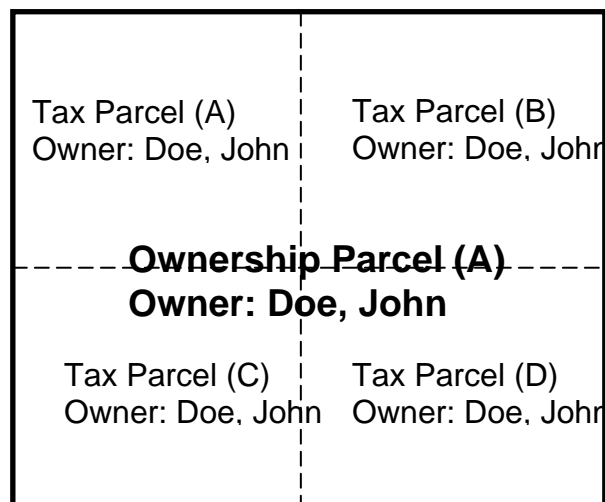 Tax Parcel (A)
Owner: Doe, John
Tax Parcel (B)
Owner: Doe, John
Ownership Parcel (A)
Owner: Doe, John
Tax Parcel (C)
Owner: Doe, John
Tax Parcel (D)
Owner: Doe, John